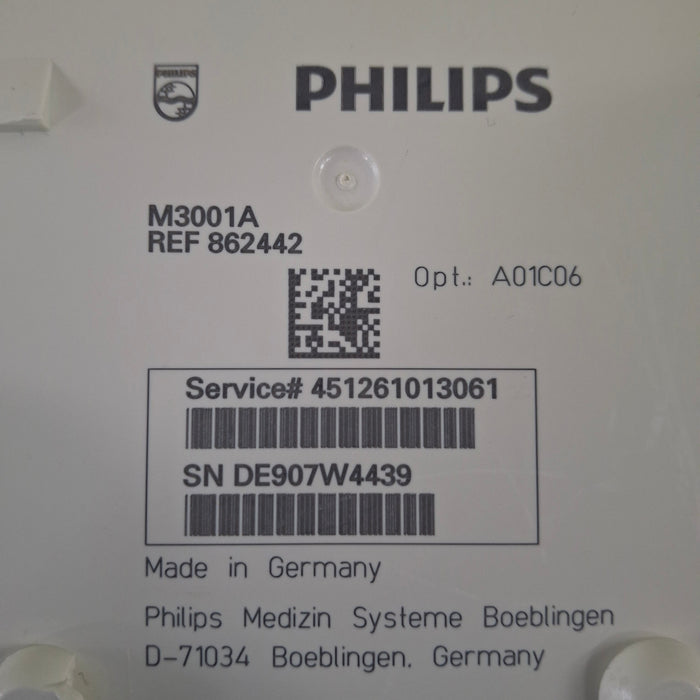 PHILIPS
PHILIPS
M3001A
REF 862442
Opt.: A01C06
Service# 451261013061
SN DE907W4439
Made in Germany
Philips Medizin Systeme Boeblingen
D-71034 Boeblingen. Germany